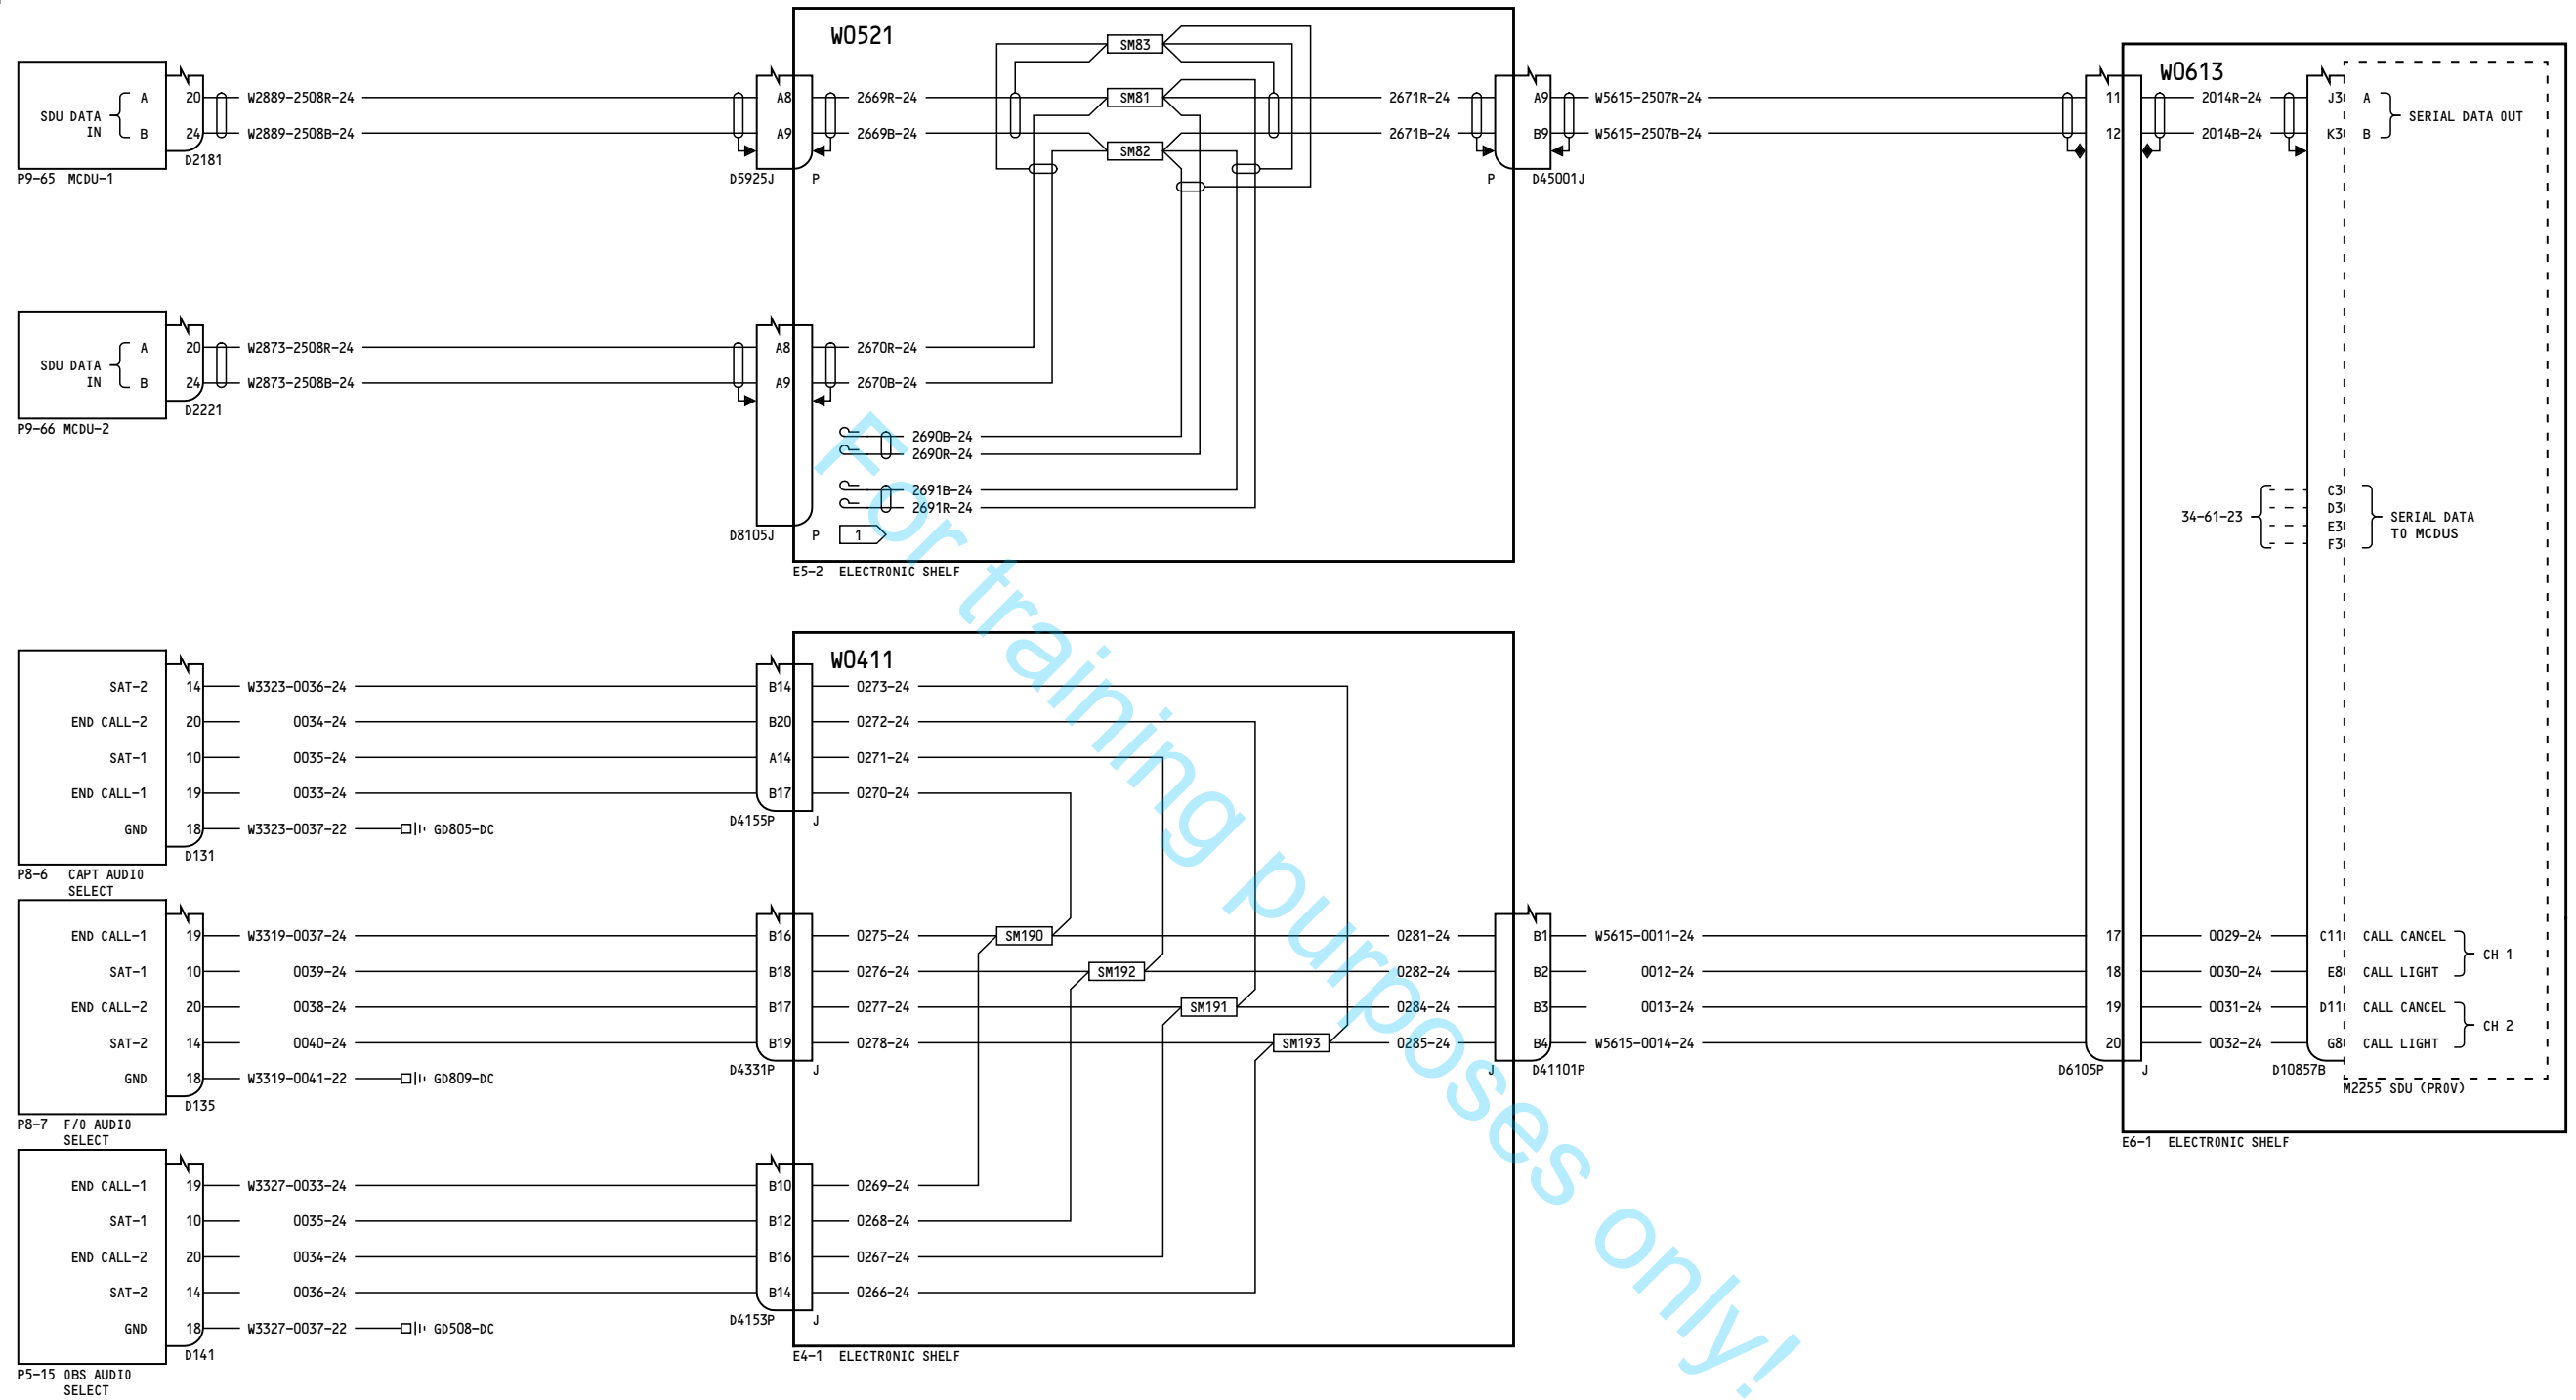 W0521
SM83
SDU DATA IN A 20 W2889-2508R-24 A8 2669R-24 SM81 2671R-24 A9 W5615-2507R-24 11 2014R-24 J3 A SERIAL DATA OUT
B 24 W2889-2508B-24 A9 2669B-24 SM82 2671B-24 B9 W5615-2507B-24 12 2014B-24 K3 B
D2181
P9-65 MCDU-1
D5925J P
P D45001J
W0613
SDU DATA IN A 20 W2873-2508R-24 A8 2670R-24
B 24 W2873-2508B-24 A9 2670B-24
D2221
P9-66 MCDU-2
2690B-24
2690R-24
2691B-24
2691R-24
D8105J P 1
E5-2 ELECTRONIC SHELF
34-61-23
C3
D3
E3
F3
SERIAL DATA
TO MCDUS
W0411
SAT-2 14 W3323-0036-24 B14 0273-24
END CALL-2 20 0034-24 B20 0272-24
SAT-1 10 0035-24 A14 0271-24
END CALL-1 19 0033-24 B17 0270-24
GND 18 W3323-0037-22 GD805-DC
D4155P J
D131
P8-6 CAPT AUDIO
SELECT
END CALL-1 19 W3319-0037-24 B16 0275-24 SM190 0281-24 B1 W5615-0011-24 17 0029-24 C11 CALL CANCEL CH 1
SAT-1 10 0039-24 B18 0276-24 SM192 0282-24 B2 0012-24 18 0030-24 E8 CALL LIGHT
END CALL-2 20 0038-24 B17 0277-24 SM191 0284-24 B3 0013-24 19 0031-24 D11 CALL CANCEL CH 2
SAT-2 14 0040-24 B19 0278-24 SM193 0285-24 B4 W5615-0014-24 20 0032-24 G8 CALL LIGHT
GND 18 W3319-0041-22 GD809-DC
D4331P J
J D41101P
D6105P J
D10857B
M2255 SDU (PROV)
D135
P8-7 F/O AUDIO
SELECT
E6-1 ELECTRONIC SHELF
END CALL-1 19 W3327-0033-24 B10 0269-24
SAT-1 10 0035-24 B12 0268-24
END CALL-2 20 0034-24 B16 0267-24
SAT-2 14 0036-24 B14 0266-24
GND 18 W3327-0037-22 GD508-DC
D4153P J
D141
P5-15 OBS AUDIO
SELECT
E4-1 ELECTRONIC SHELF
For training purposes only!